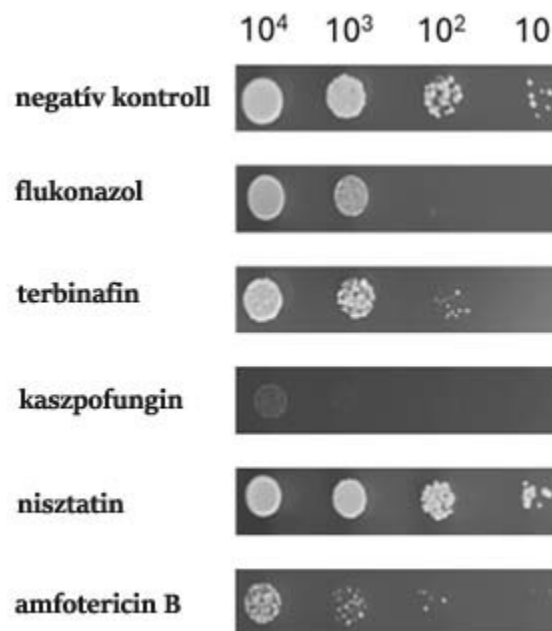 10⁴ 10³ 10² 10
negatív kontroll
flukonazol
terbinafin
kaszpofungin
nisztatin
amfotericin B